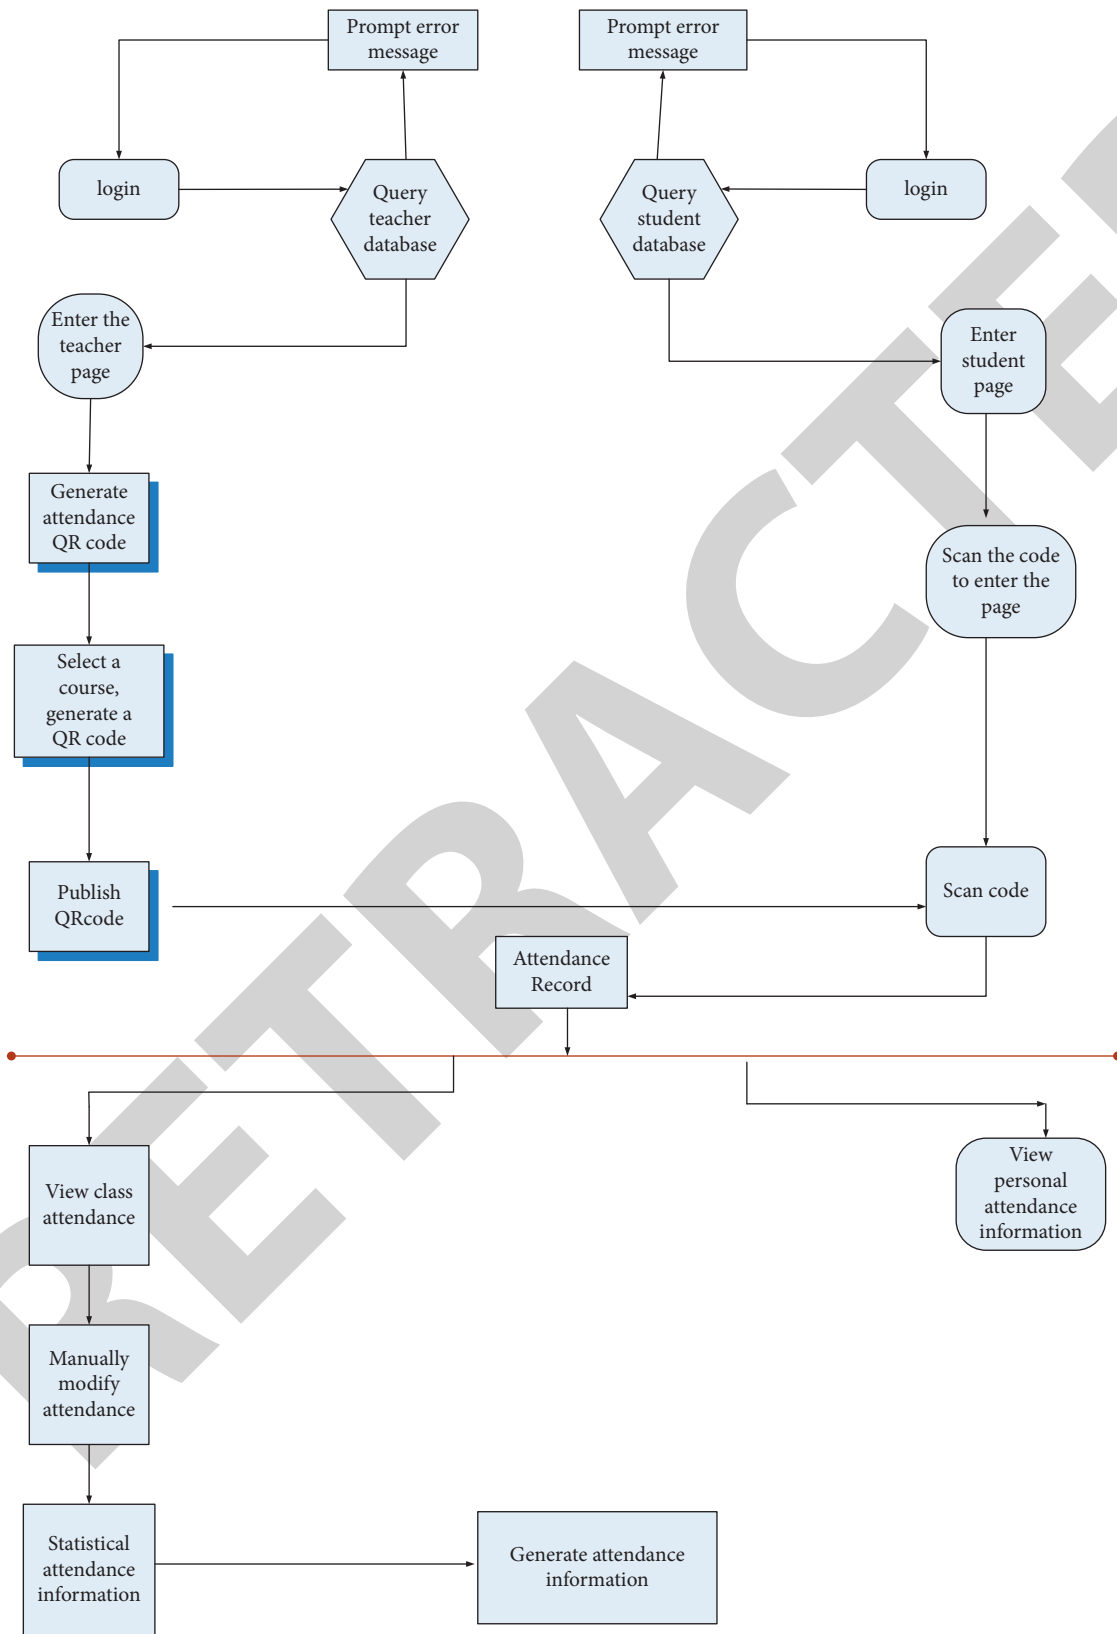 Prompt error
message
Prompt error
message
login
Query
teacher
database
Query
student
database
login
Enter the
teacher
page
Enter
student
page
Generate
attendance
QR code
Scan the code
to enter the
page
Select a
course,
generate a
QR code
Publish
QRcode
Scan code
Attendance
Record
View class
attendance
View
personal
attendance
information
Manually
modify
attendance
Statistical
attendance
information
Generate attendance
information
RETRACTE